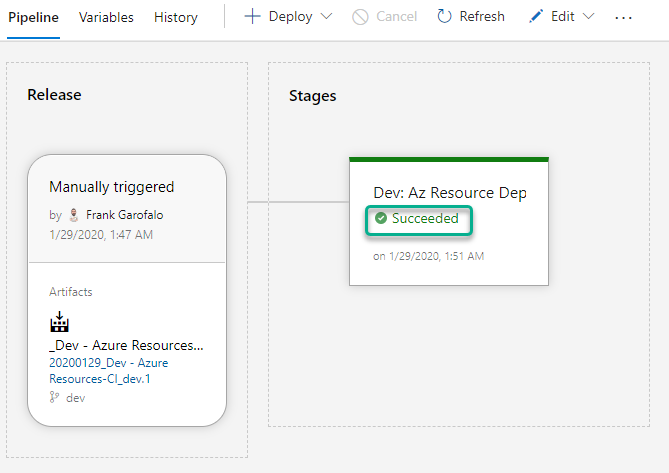 Pipeline Variables History Deploy Cancel Refresh Edit ...
Release
Manually triggered
by Frank Garofalo
1/29/2020, 1:47 AM
Artifacts
_Dev - Azure Resources...
20200129_Dev - Azure
Resources-CI_dev.1
dev
Stages
Dev: Az Resource Dep
Succeeded
on 1/29/2020, 1:51 AM